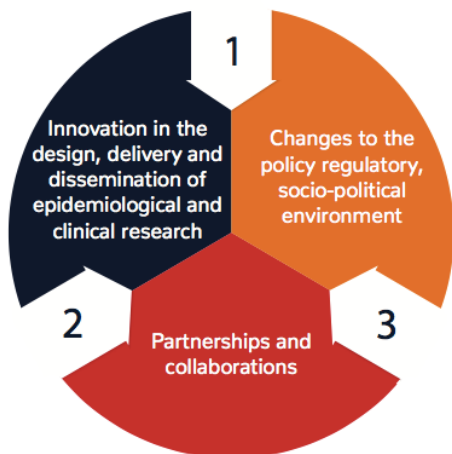 1
Innovation in the
design, delivery and
dissemination of
epidemiological and
clinical research
Changes to the
policy regulatory,
socio-political
environment
2
3
Partnerships and
collaborations